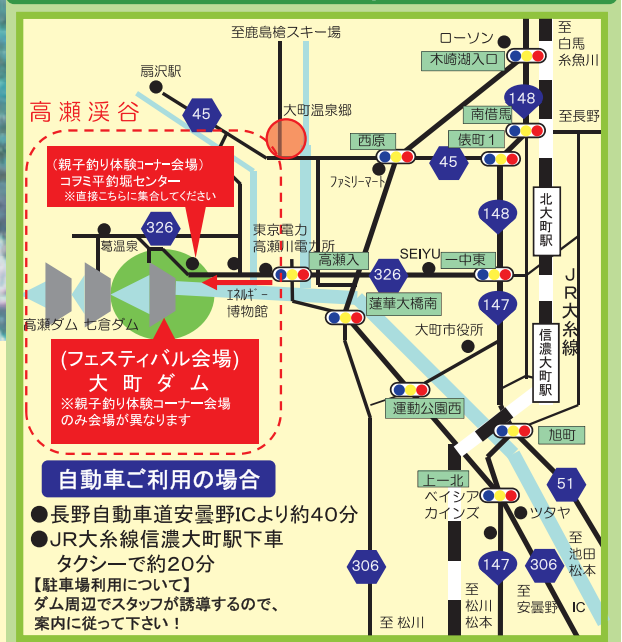 至鹿島槍スキー場
ローソン
至白馬糸魚川
木崎湖入口
扇沢駅
大町温泉郷
148
南借馬
至長野
高瀬渓谷
45
西原
俵町1
45
(親子釣り体験コーナー会場)
コヲミ平釣堀センター
※直接こちらに集合してください
ファミリーマート
北大町駅
148
326
葛温泉
東京電力
高瀬川電力所
高瀬入
SEIYU
一中東
326
JR大糸線
エネルギー
博物館
147
蓮華大橋南
高瀬ダム
七倉ダム
大町市役所
信濃大町駅
(フェスティバル会場)
大町ダム
※親子釣り体験コーナー会場
のみ会場が異なります
運動公園西
旭町
自動車ご利用の場合
上一北
51
ベイシア
カインズ
ツタヤ
●長野自動車道安曇野ICより約40分
●JR大糸線信濃大町駅下車
タクシーで約20分
至池田松本
306
147
306
【駐車場利用について】
ダム周辺でスタッフが誘導するので、
案内に従って下さい!
至松川
至松川松本
至安曇野 IC